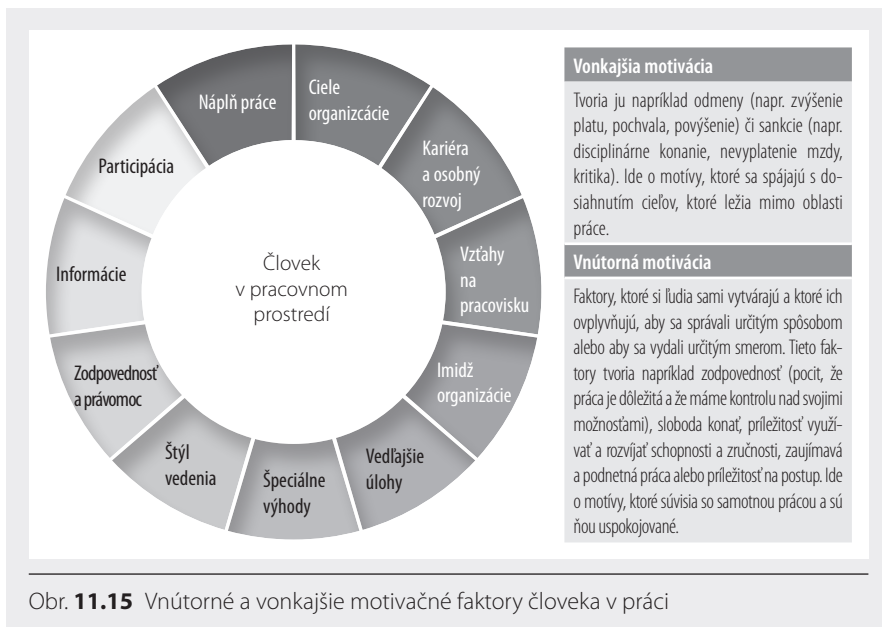 Náplň práce
Ciele
organizcácie
Kariéra
a osobný
rozvoj
Vzťahy
na
pracovisku
Imidž
organizácie
Vedľajšie
úlohy
Špeciálne
výhody
Štýl
vedenia
Zodpovednosť
a právomoc
Informácie
Participácia
Človek
v pracovnom
prostredí
Vonkajšia motivácia
Tvoria ju napríklad odmeny (napr. zvýšenie
platu, pochvala, povýšenie) či sankcie (napr.
disciplinárne konanie, nevyplatenie mzdy,
kritika). Ide o motívy, ktoré sa spájajú s do-
siahnutím cieľov, ktoré ležia mimo oblasti
práce.
Vnútorná motivácia
Faktory, ktoré si ľudia sami vytvárajú a ktoré ich
ovplyvňujú, aby sa správali určitým spôsobom
alebo aby sa vydali určitým smerom. Tieto fak-
tory tvoria napríklad zodpovednosť (pocit, že
práca je dôležitá a že máme kontrolu nad svojimi
možnosťami), sloboda konať, príležitosť využí-
vať a rozvíjať schopnosti a zručnosti, zaujímavá
a podnetná práca alebo príležitosť na postup. Ide
o motívy, ktoré súvisia so samotnou prácou a sú
ňou uspokojované.
Obr. 11.15 Vnútorné a vonkajšie motivačné faktory človeka v práci